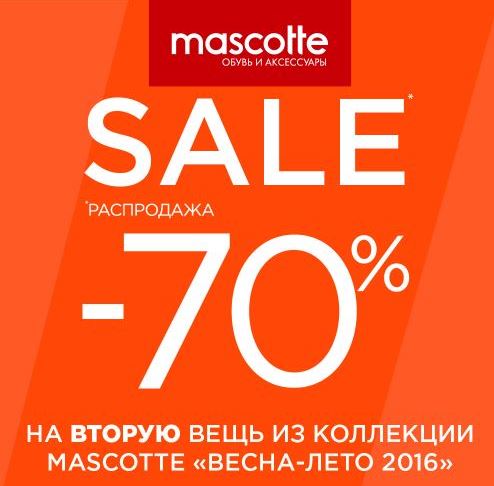 mascotte
ОБУВЬ И АКСЕССУАРЫ
SALE*
*РАСПРОДАЖА
-70%
НА ВТОРУЮ ВЕЩЬ ИЗ КОЛЛЕКЦИИ
MASCOTTE «ВЕСНА-ЛЕТО 2016»